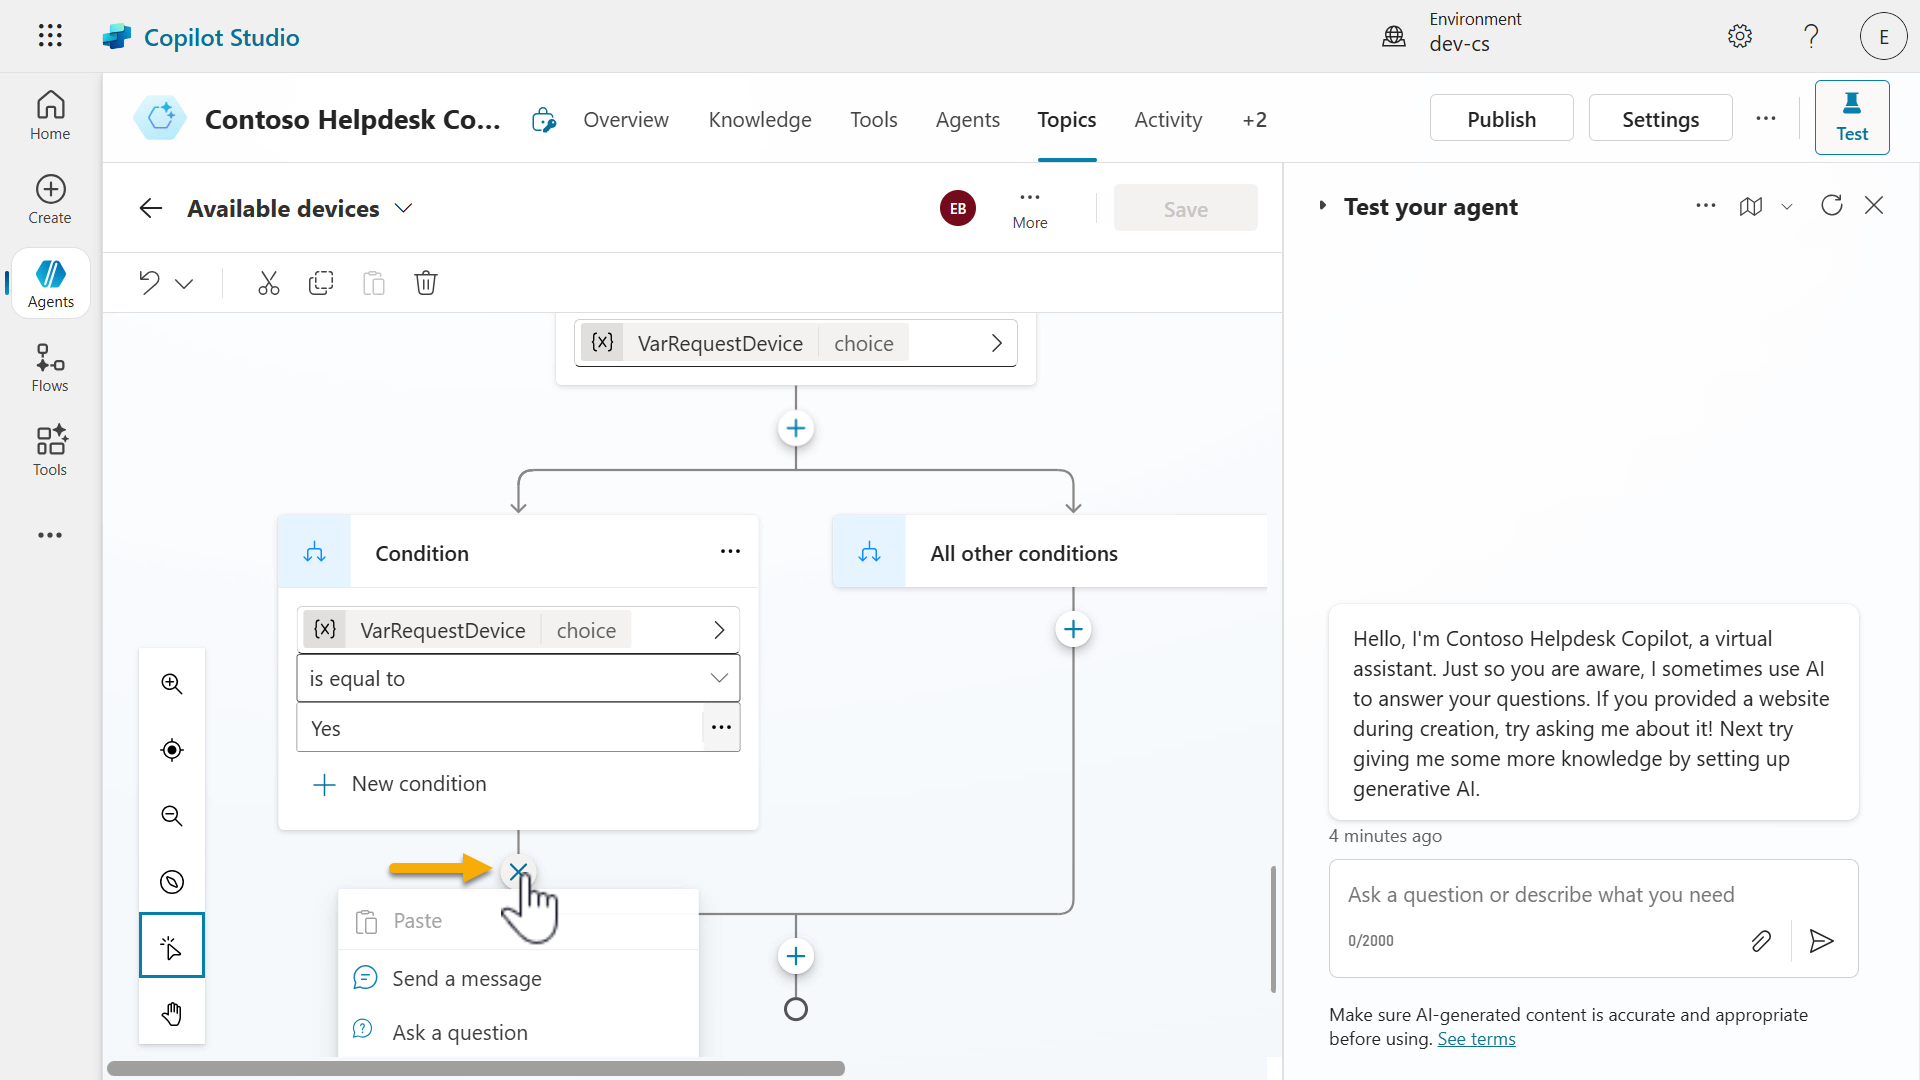 Copilot Studio
Environment
dev-cs
E
Home
Create
Agents
Flows
Tools
Contoso Helpdesk Co...
Overview
Knowledge
Tools
Agents
Topics
Activity
+2
Publish
Settings
Test
Available devices
EB
More
Save
{x} VarRequestDevice choice
Condition
{x} VarRequestDevice choice
is equal to
Yes
New condition
All other conditions
Paste
Send a message
Ask a question
Test your agent
Hello, I'm Contoso Helpdesk Copilot, a virtual
assistant. Just so you are aware, I sometimes use AI
to answer your questions. If you provided a website
during creation, try asking me about it! Next try
giving me some more knowledge by setting up
generative AI.
4 minutes ago
Ask a question or describe what you need
0/2000
Make sure AI-generated content is accurate and appropriate
before using. See terms